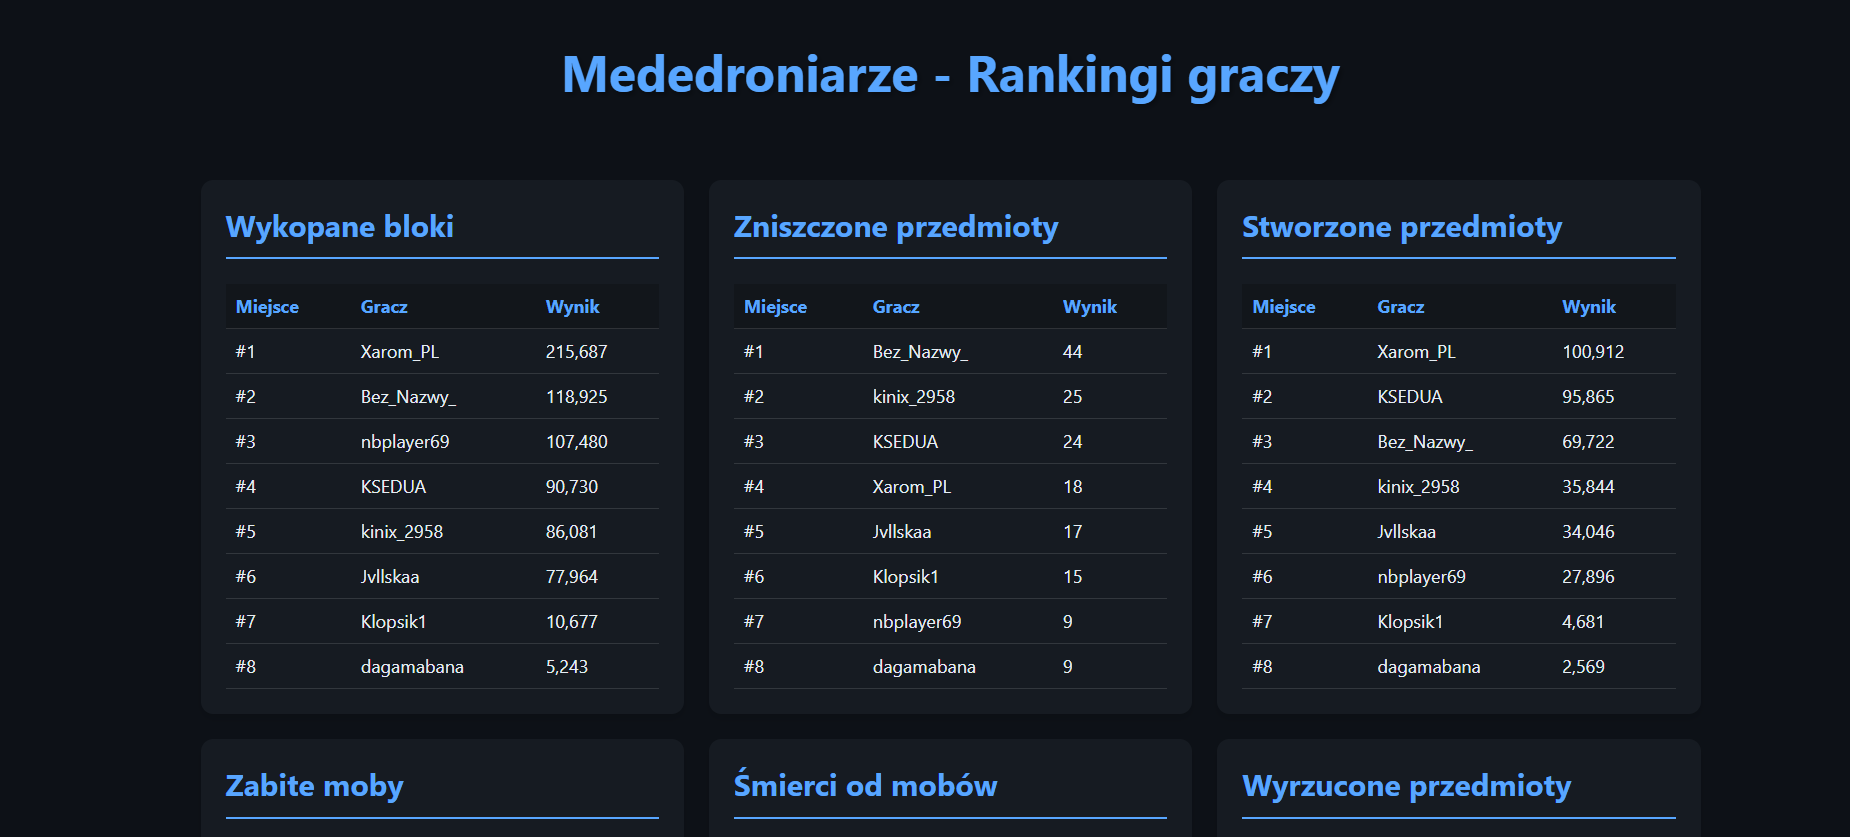 Mededroniarze - Rankingi graczy
Wykopane bloki
Miejsce Gracz Wynik
#1 Xarom_PL 215,687
#2 Bez_Nazwy_ 118,925
#3 nbplayer69 107,480
#4 KSEDUA 90,730
#5 kinix_2958 86,081
#6 Jvllskaa 77,964
#7 Klopsik1 10,677
#8 dagamabana 5,243
Zniszczone przedmioty
Miejsce Gracz Wynik
#1 Bez_Nazwy_ 44
#2 kinix_2958 25
#3 KSEDUA 24
#4 Xarom_PL 18
#5 Jvllskaa 17
#6 Klopsik1 15
#7 nbplayer69 9
#8 dagamabana 9
Stworzone przedmioty
Miejsce Gracz Wynik
#1 Xarom_PL 100,912
#2 KSEDUA 95,865
#3 Bez_Nazwy_ 69,722
#4 kinix_2958 35,844
#5 Jvllskaa 34,046
#6 nbplayer69 27,896
#7 Klopsik1 4,681
#8 dagamabana 2,569
Zabite moby
Śmierci od mobów
Wyrzucone przedmioty